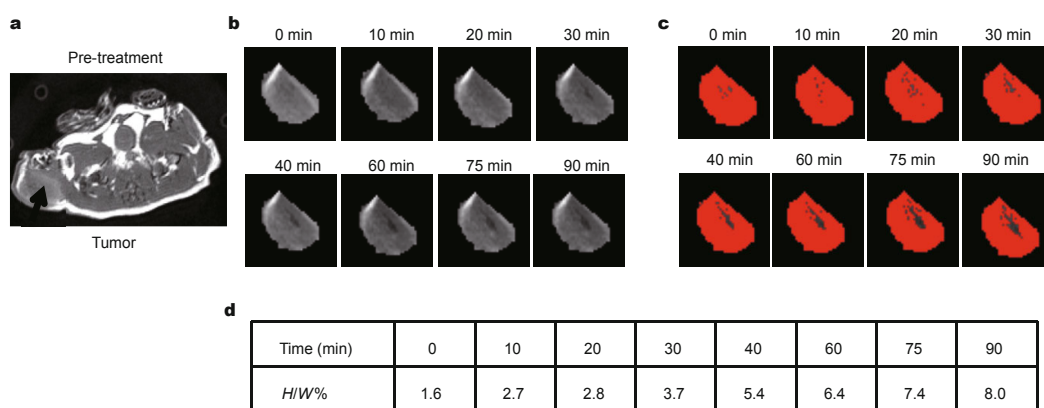 a
Pre-treatment
Tumor
b
0 min 10 min 20 min 30 min
40 min 60 min 75 min 90 min
c
0 min 10 min 20 min 30 min
40 min 60 min 75 min 90 min
d
Time (min) 0 10 20 30 40 60 75 90
H/W% 1.6 2.7 2.8 3.7 5.4 6.4 7.4 8.0